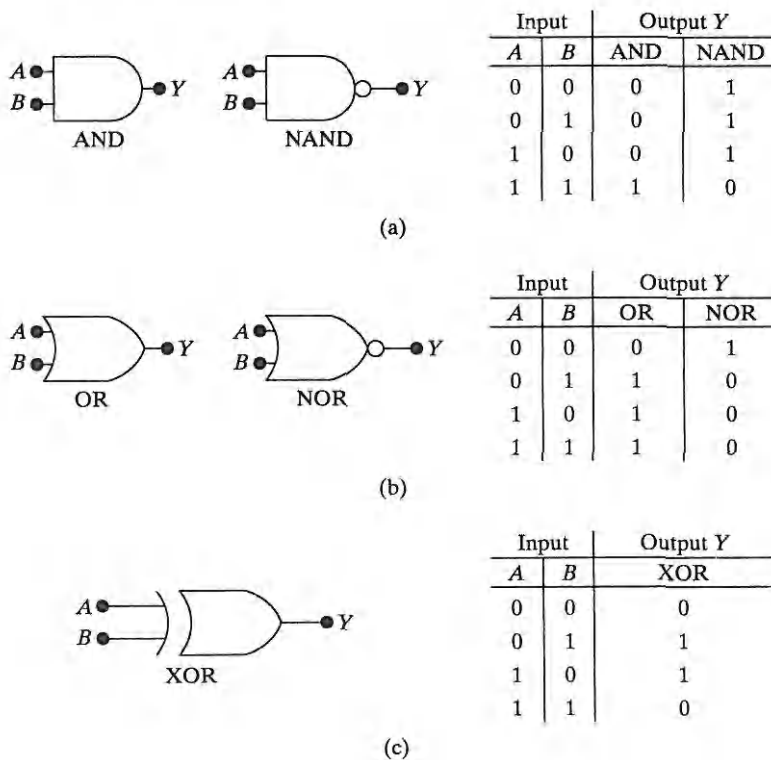 Input Output Y
A B AND NAND
A Y A Y
0 0 0 1
B B
0 1 0 1
AND NAND
1 0 0 1
1 1 1 0
(a)
Input Output Y
A B OR NOR
A Y A Y
0 0 0 1
B B
0 1 1 0
OR NOR
1 0 1 0
1 1 1 0
(b)
Input Output Y
A B XOR
A
0 0 0
Y
0 1 1
B
1 0 1
XOR
1 1 0
(c)